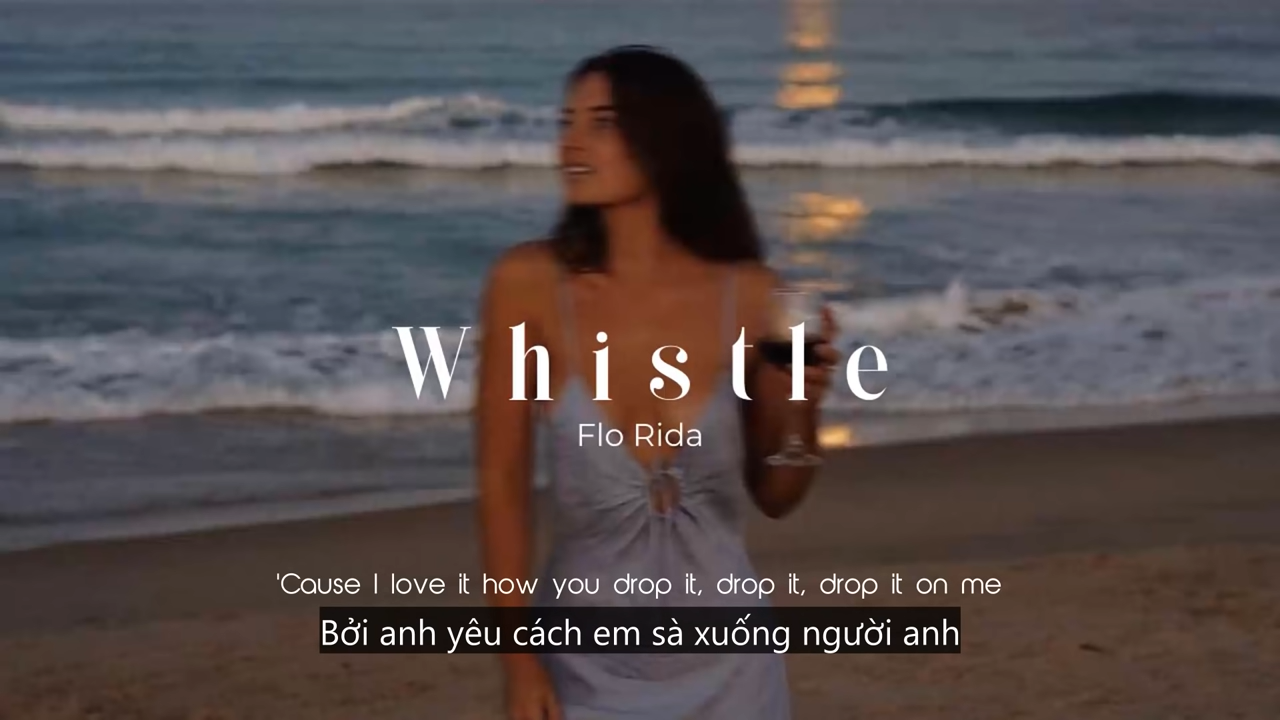 Whistle
Flo Rida
'Cause I love it how you drop it, drop it, drop it on me
Bởi anh yêu cách em sà xuống người anh